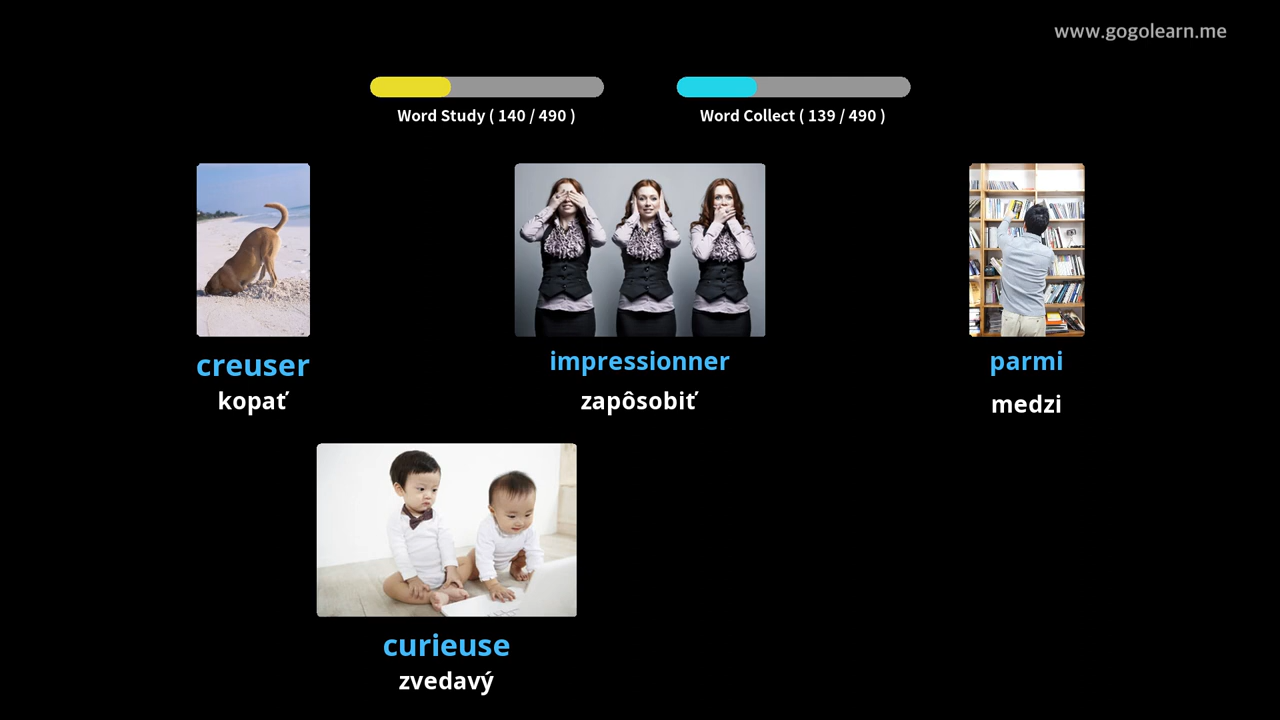 www.gogolearn.me
Word Study ( 140 / 490 )
Word Collect ( 139 / 490 )
creuser
kopať
impressionner
zapôsobiť
parmi
medzi
curieuse
zvedavý